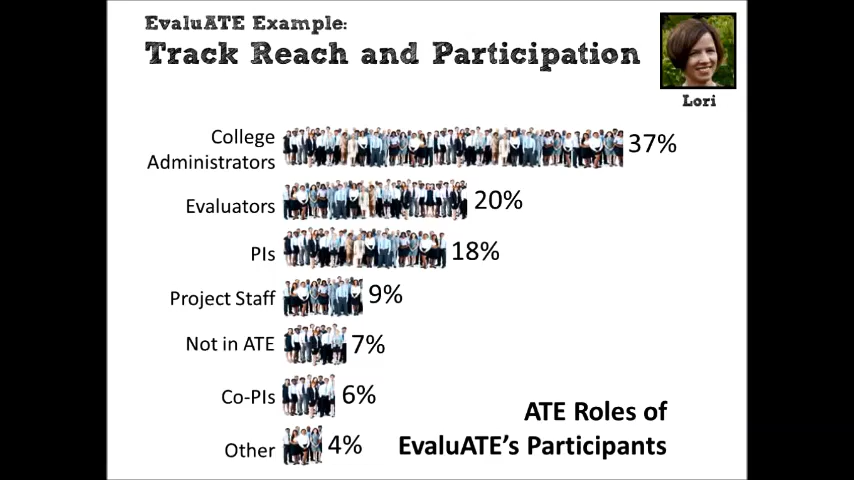 EvaluATE Example:
Track Reach and Participation
Lori
College
Administrators
37%
Evaluators
20%
PIs
18%
Project Staff
9%
Not in ATE
7%
Co-PIs
6%
Other
4%
ATE Roles of
EvaluATE's Participants